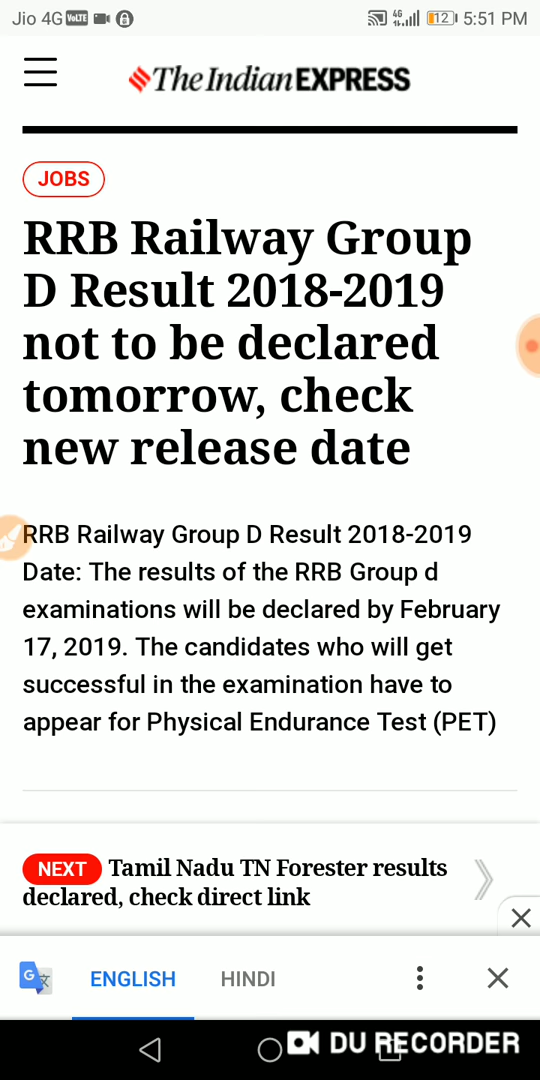 Jio 4G VoLTE 4G 12 5:51 PM
The Indian EXPRESS
JOBS
RRB Railway Group
D Result 2018-2019
not to be declared
tomorrow, check
new release date
RRB Railway Group D Result 2018-2019
Date: The results of the RRB Group d
examinations will be declared by February
17, 2019. The candidates who will get
successful in the examination have to
appear for Physical Endurance Test (PET)
NEXT Tamil Nadu TN Forester results
declared, check direct link
G 文 ENGLISH HINDI
DU RECORDER